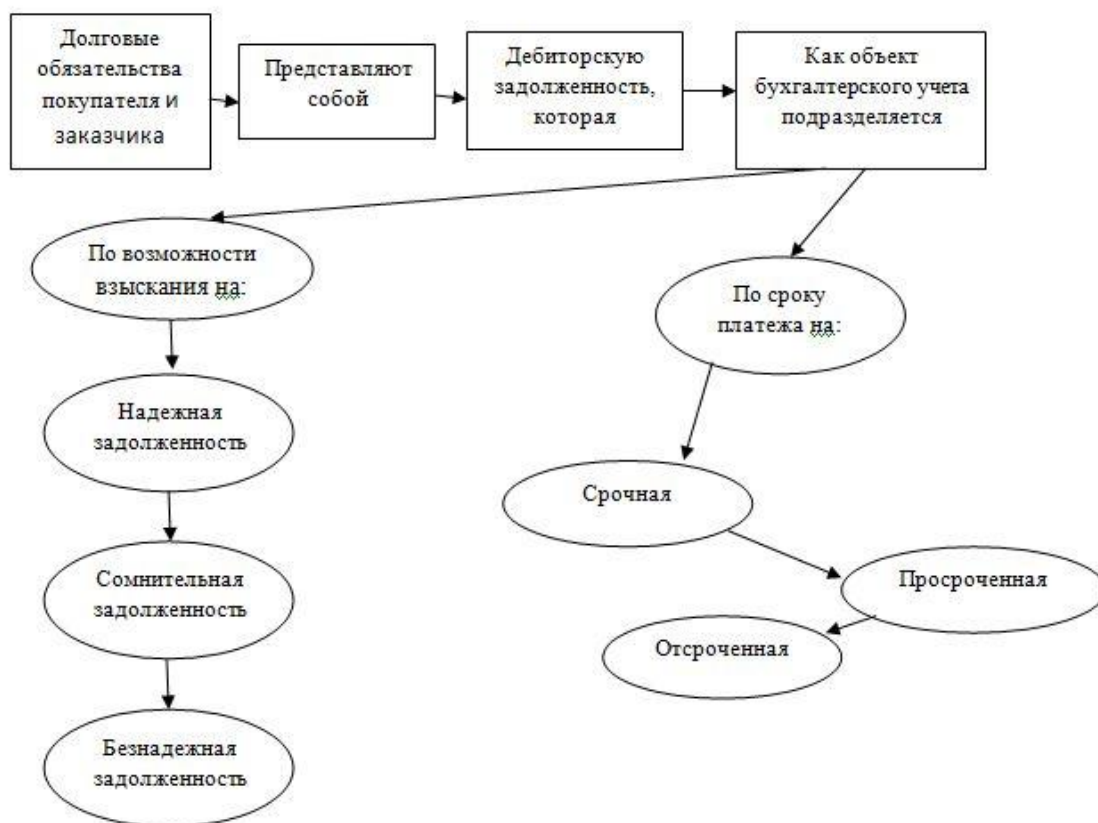 Долговые
обязательства
покупателя и
заказчика
Представляют
собой
Дебиторскую
задолженность,
которая
Как объект
бухгалтерского учета
подразделяется
По возможности
взыскания на:
По сроку
платежа на:
Надежная
задолженность
Срочная
Сомнительная
задолженность
Просроченная
Отсроченная
Безнадежная
задолженность